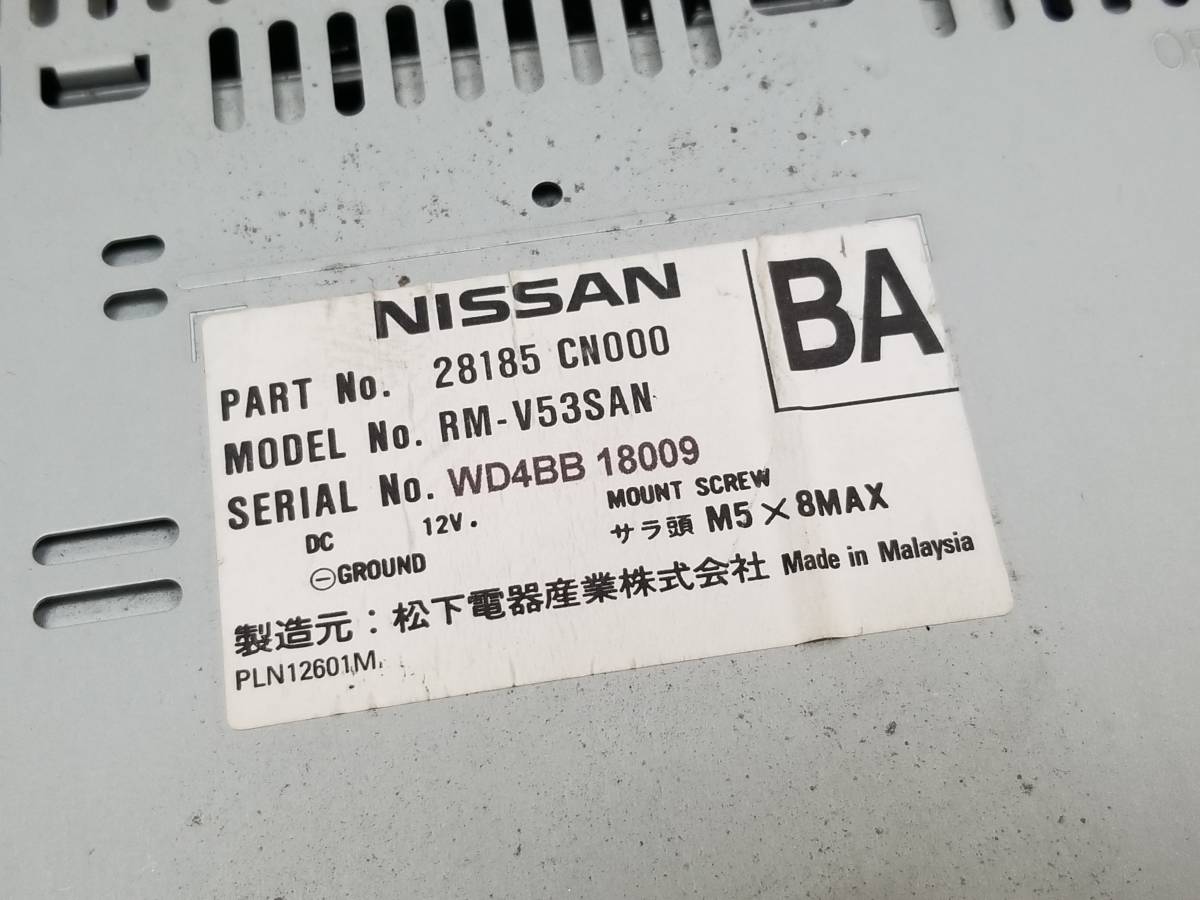 NISSAN
BA
PART No. 28185 CN000
MODEL No. RM-V53SAN
SERIAL No. WD4BB 18009
DC 12V.
MOUNT SCREW
⊖GROUND
サラ頭 M5×8MAX
製造元：松下電器産業株式会社 Made in Malaysia
PLN12601M